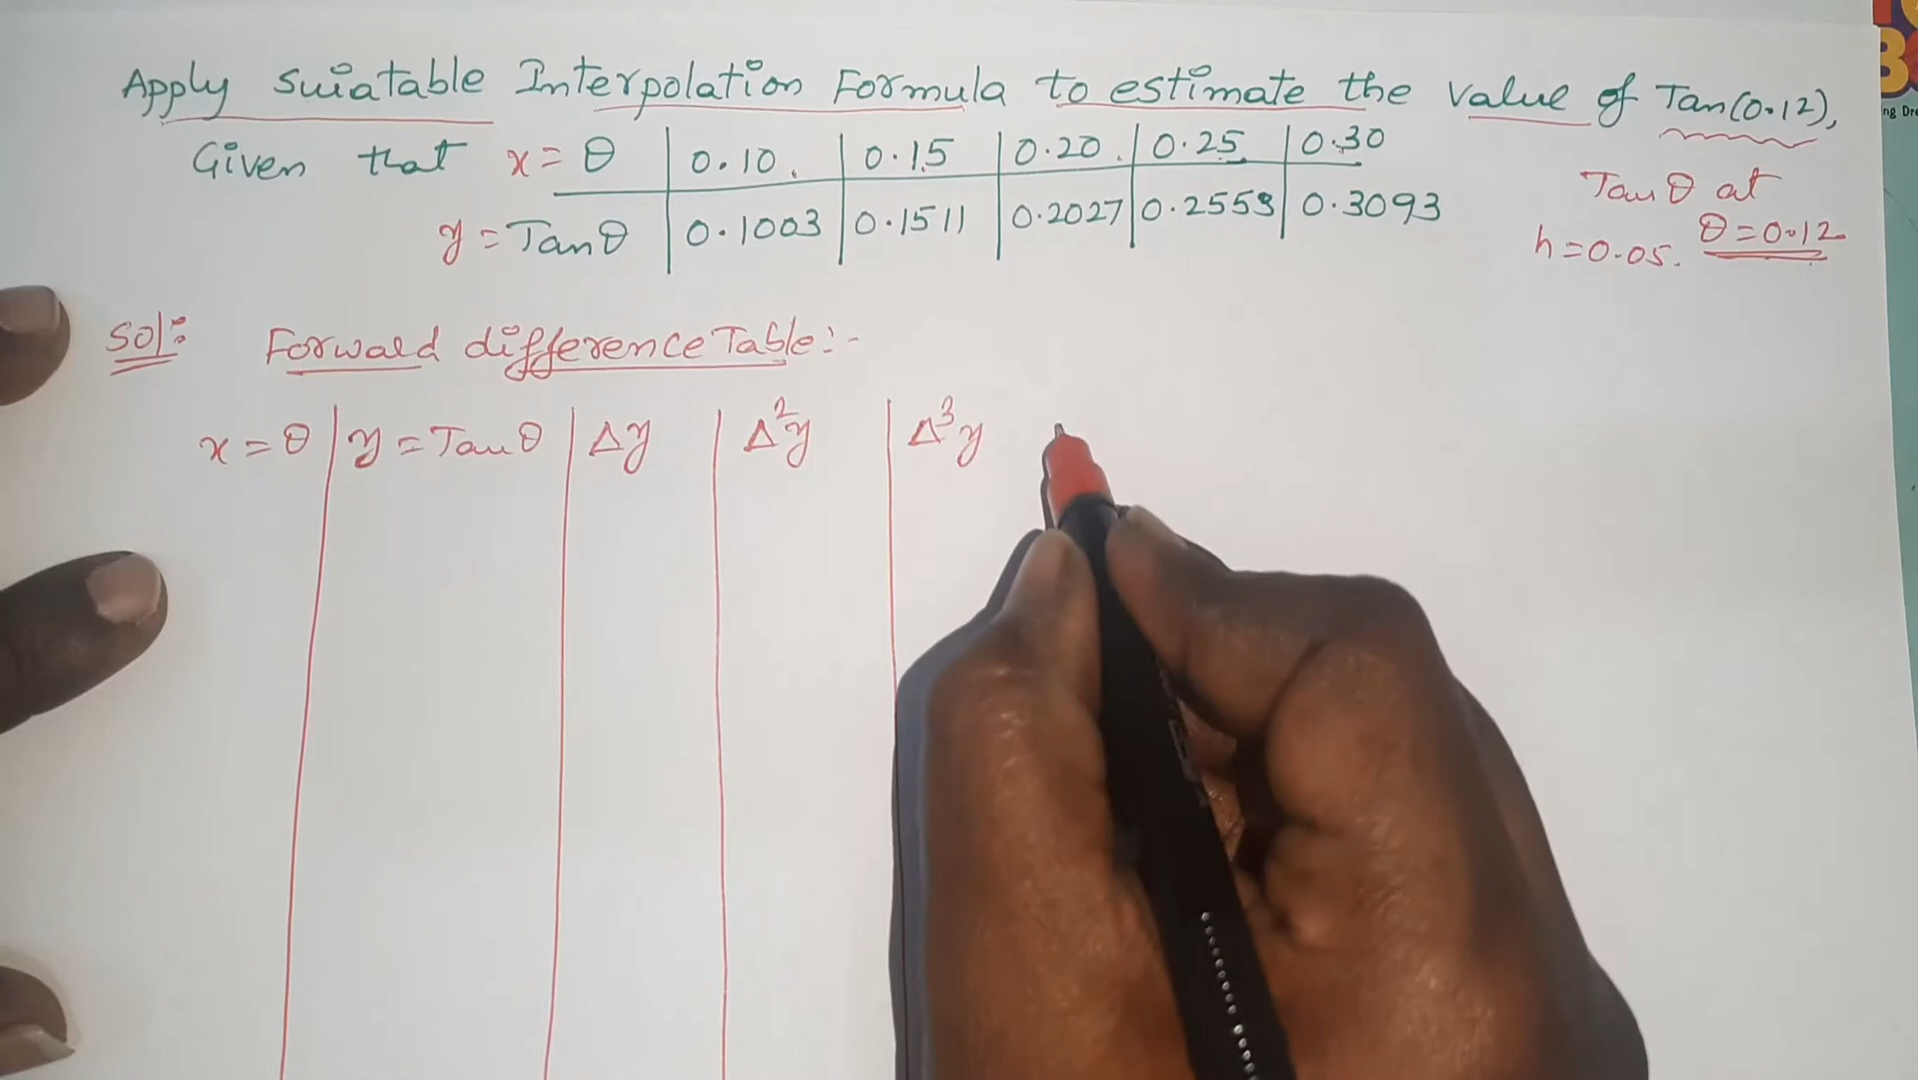 Apply Suiatable Interpolation Formula to estimate the value of Tan(0.12),
Given that x = θ | 0.10 | 0.15 | 0.20 | 0.25 | 0.30
y = Tanθ | 0.1003 | 0.1511 | 0.2027 | 0.2553 | 0.3093
Tanθ at
h=0.05. θ=0.12
Sol: Forward difference Table:-
x = θ | y = Tanθ | Δy | Δ²y | Δ³y